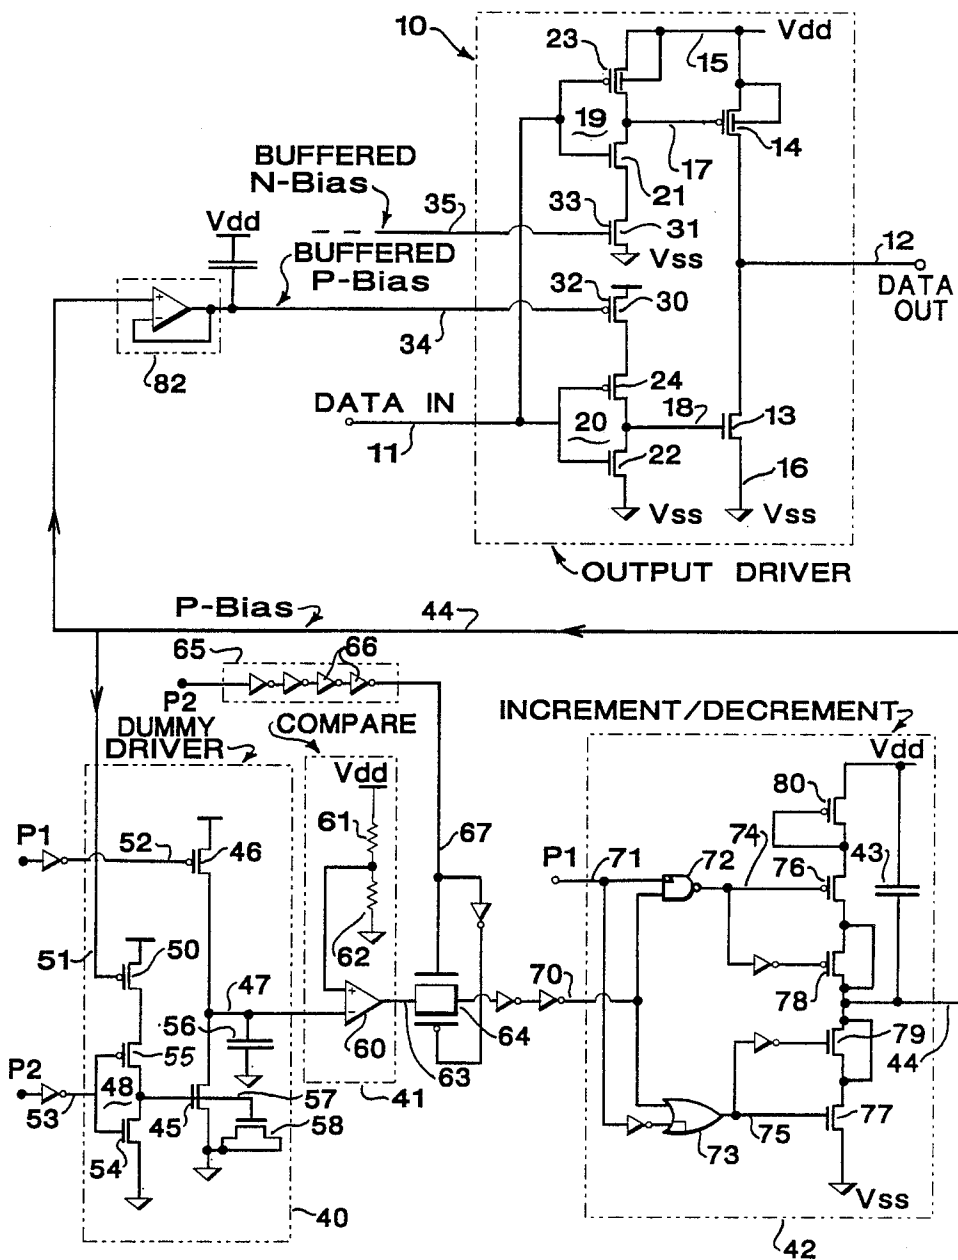 10
23
15
Vdd
19
17
14
BUFFERED
N-Bias
35
33
21
31
Vss
Vdd
BUFFERED
P-Bias
32
30
34
12
DATA
OUT
82
DATA IN
11
24
20
18
13
22
16
Vss
Vss
OUTPUT DRIVER
P-Bias
44
65
66
P2
DUMMY
DRIVER
COMPARE
INCREMENT/DECREMENT
Vdd
Vdd
80
61
67
P1
52
46
P1
71
72
74
76
43
51
50
62
47
56
+
-
60
64
70
78
63
79
44
55
P2
53
48
57
45
58
41
54
73
75
77
Vss
40
42
+
-